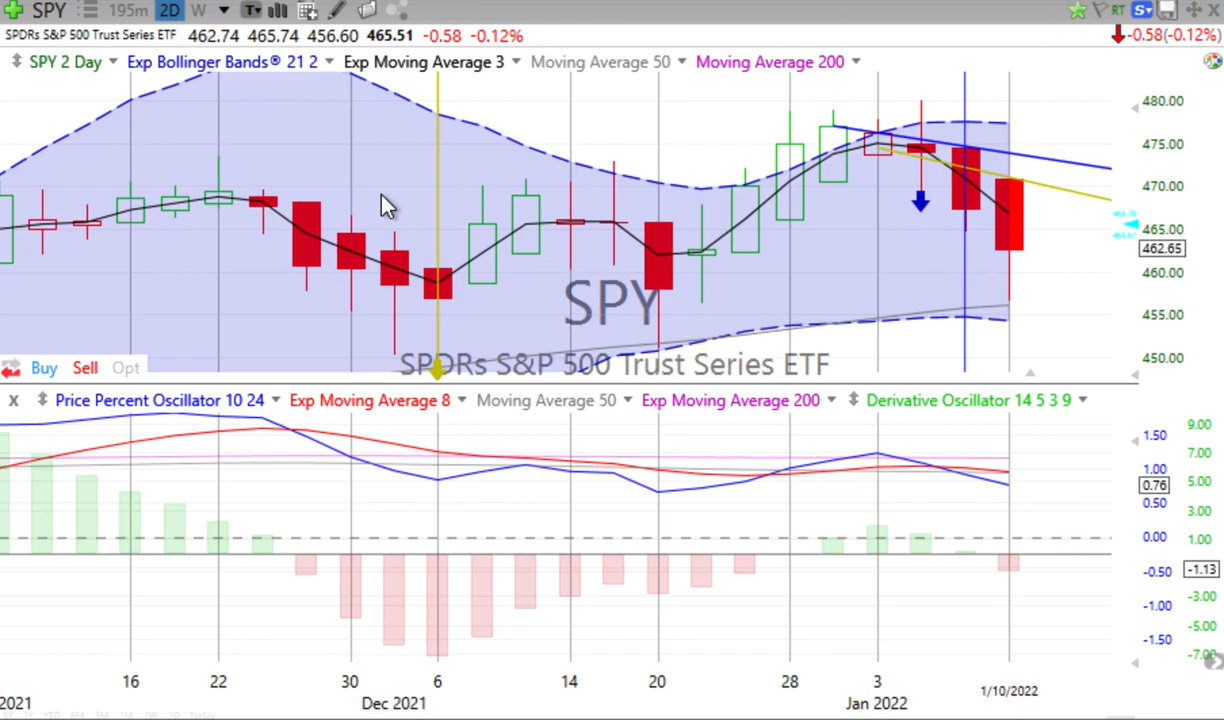 SPY 195m 2D W T RT S
SPDRs S&P 500 Trust Series ETF 462.74 465.74 456.60 465.51 -0.58 -0.12% -0.58(-0.12%)
SPY 2 Day Exp Bollinger Bands® 21 2 Exp Moving Average 3 Moving Average 50 Moving Average 200
480.00
475.00
470.00
465.00
462.65
460.00
455.00
450.00
SPY
SPDRs S&P 500 Trust Series ETF
Buy Sell Opt
X Price Percent Oscillator 10 24 Exp Moving Average 8 Moving Average 50 Exp Moving Average 200 Derivative Oscillator 14 5 3 9
1.50 9.00
1.00 7.00
0.76 5.00
0.50 3.00
0.00 1.00
-0.50 -1.13
-1.00 -3.00
-1.50 -5.00
-7.00
16 22 30 6 14 20 28 3 1/10/2022
2021 Dec 2021 Jan 2022